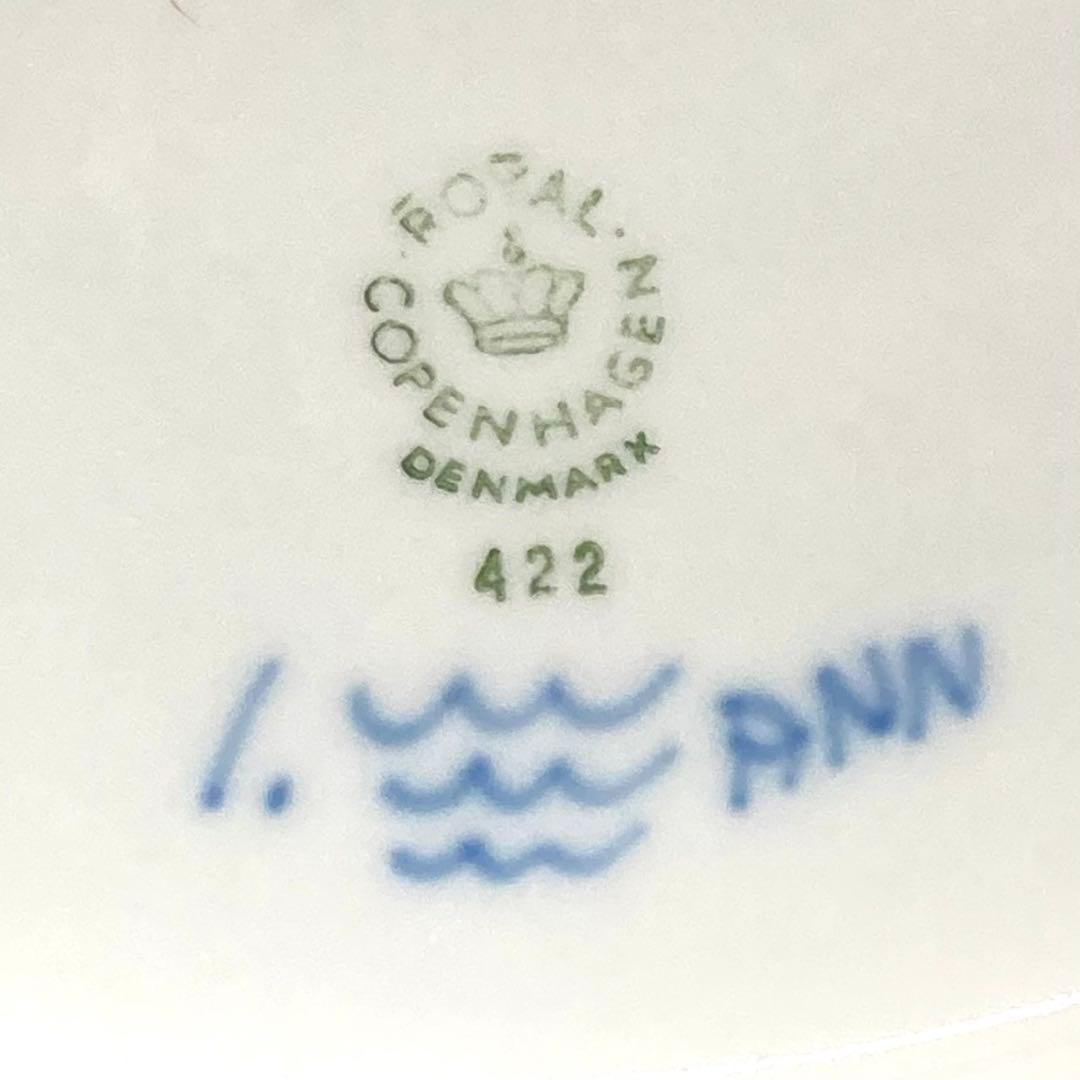 ROYAL
COPENHAGEN
DENMARK
422
1. ANN